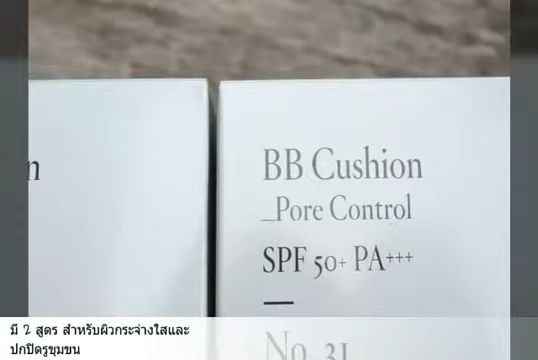 n
BB Cushion
_Pore Control
SPF 50+ PA+++
No. 31
มี 2 สูตร สำหรับผิวกระจ่างใสและ
ปกปิดรูขุมขน